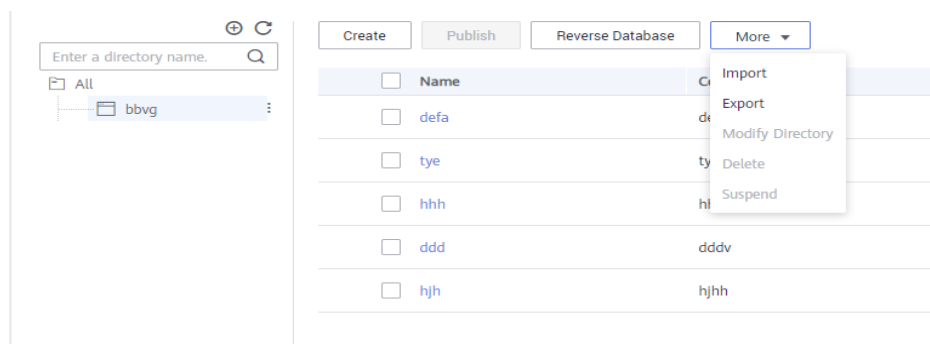 Enter a directory name.
All
bbvg
Create Publish Reverse Database More
Import
Export
Modify Directory
Delete
Suspend
Name
defa
tye
hhh
ddd dddv
hjh hjhh